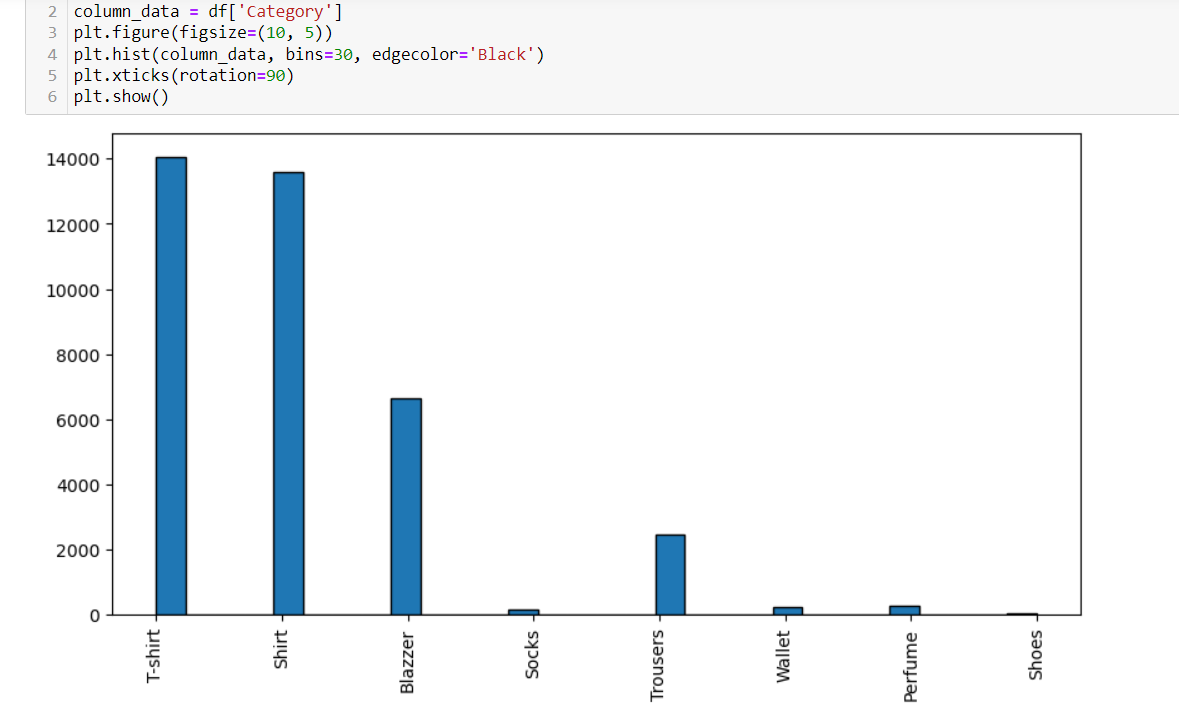 2 column_data = df['Category']
3 plt.figure(figsize=(10, 5))
4 plt.hist(column_data, bins=30, edgecolor='Black')
5 plt.xticks(rotation=90)
6 plt.show()
14000
12000
10000
8000
6000
4000
2000
0
T-shirt
Shirt
Blazzer
Socks
Trousers
Wallet
Perfume
Shoes